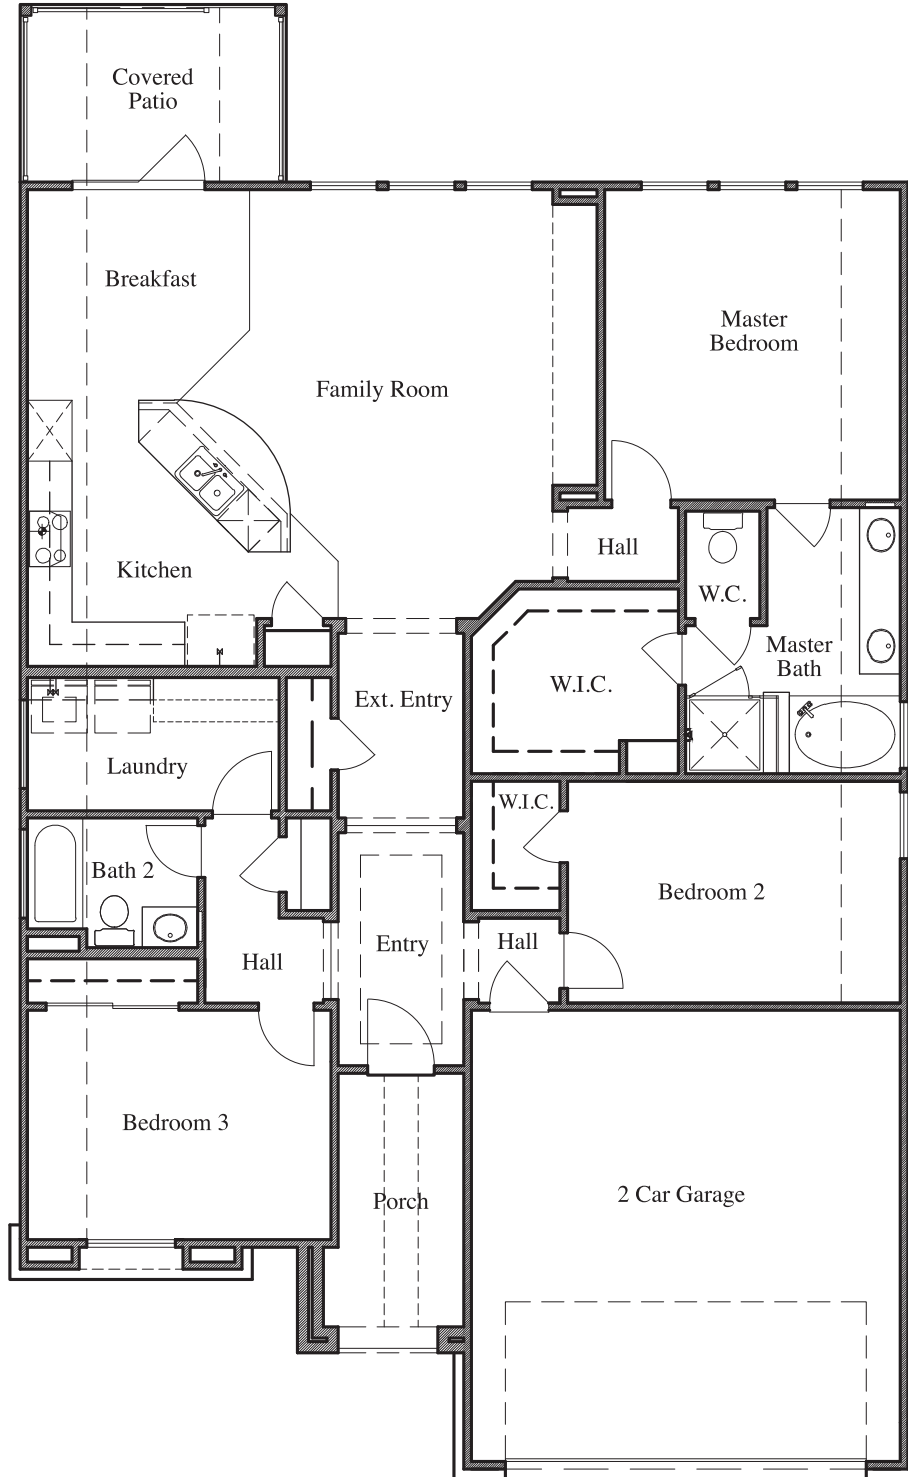 Covered
Patio
Breakfast
Master
Bedroom
Family Room
Hall
Kitchen
W.C.
Master
Bath
W.I.C.
Ext. Entry
Laundry
W.I.C.
Bath 2
Bedroom 2
Entry
Hall
Hall
Bedroom 3
Porch
2 Car Garage